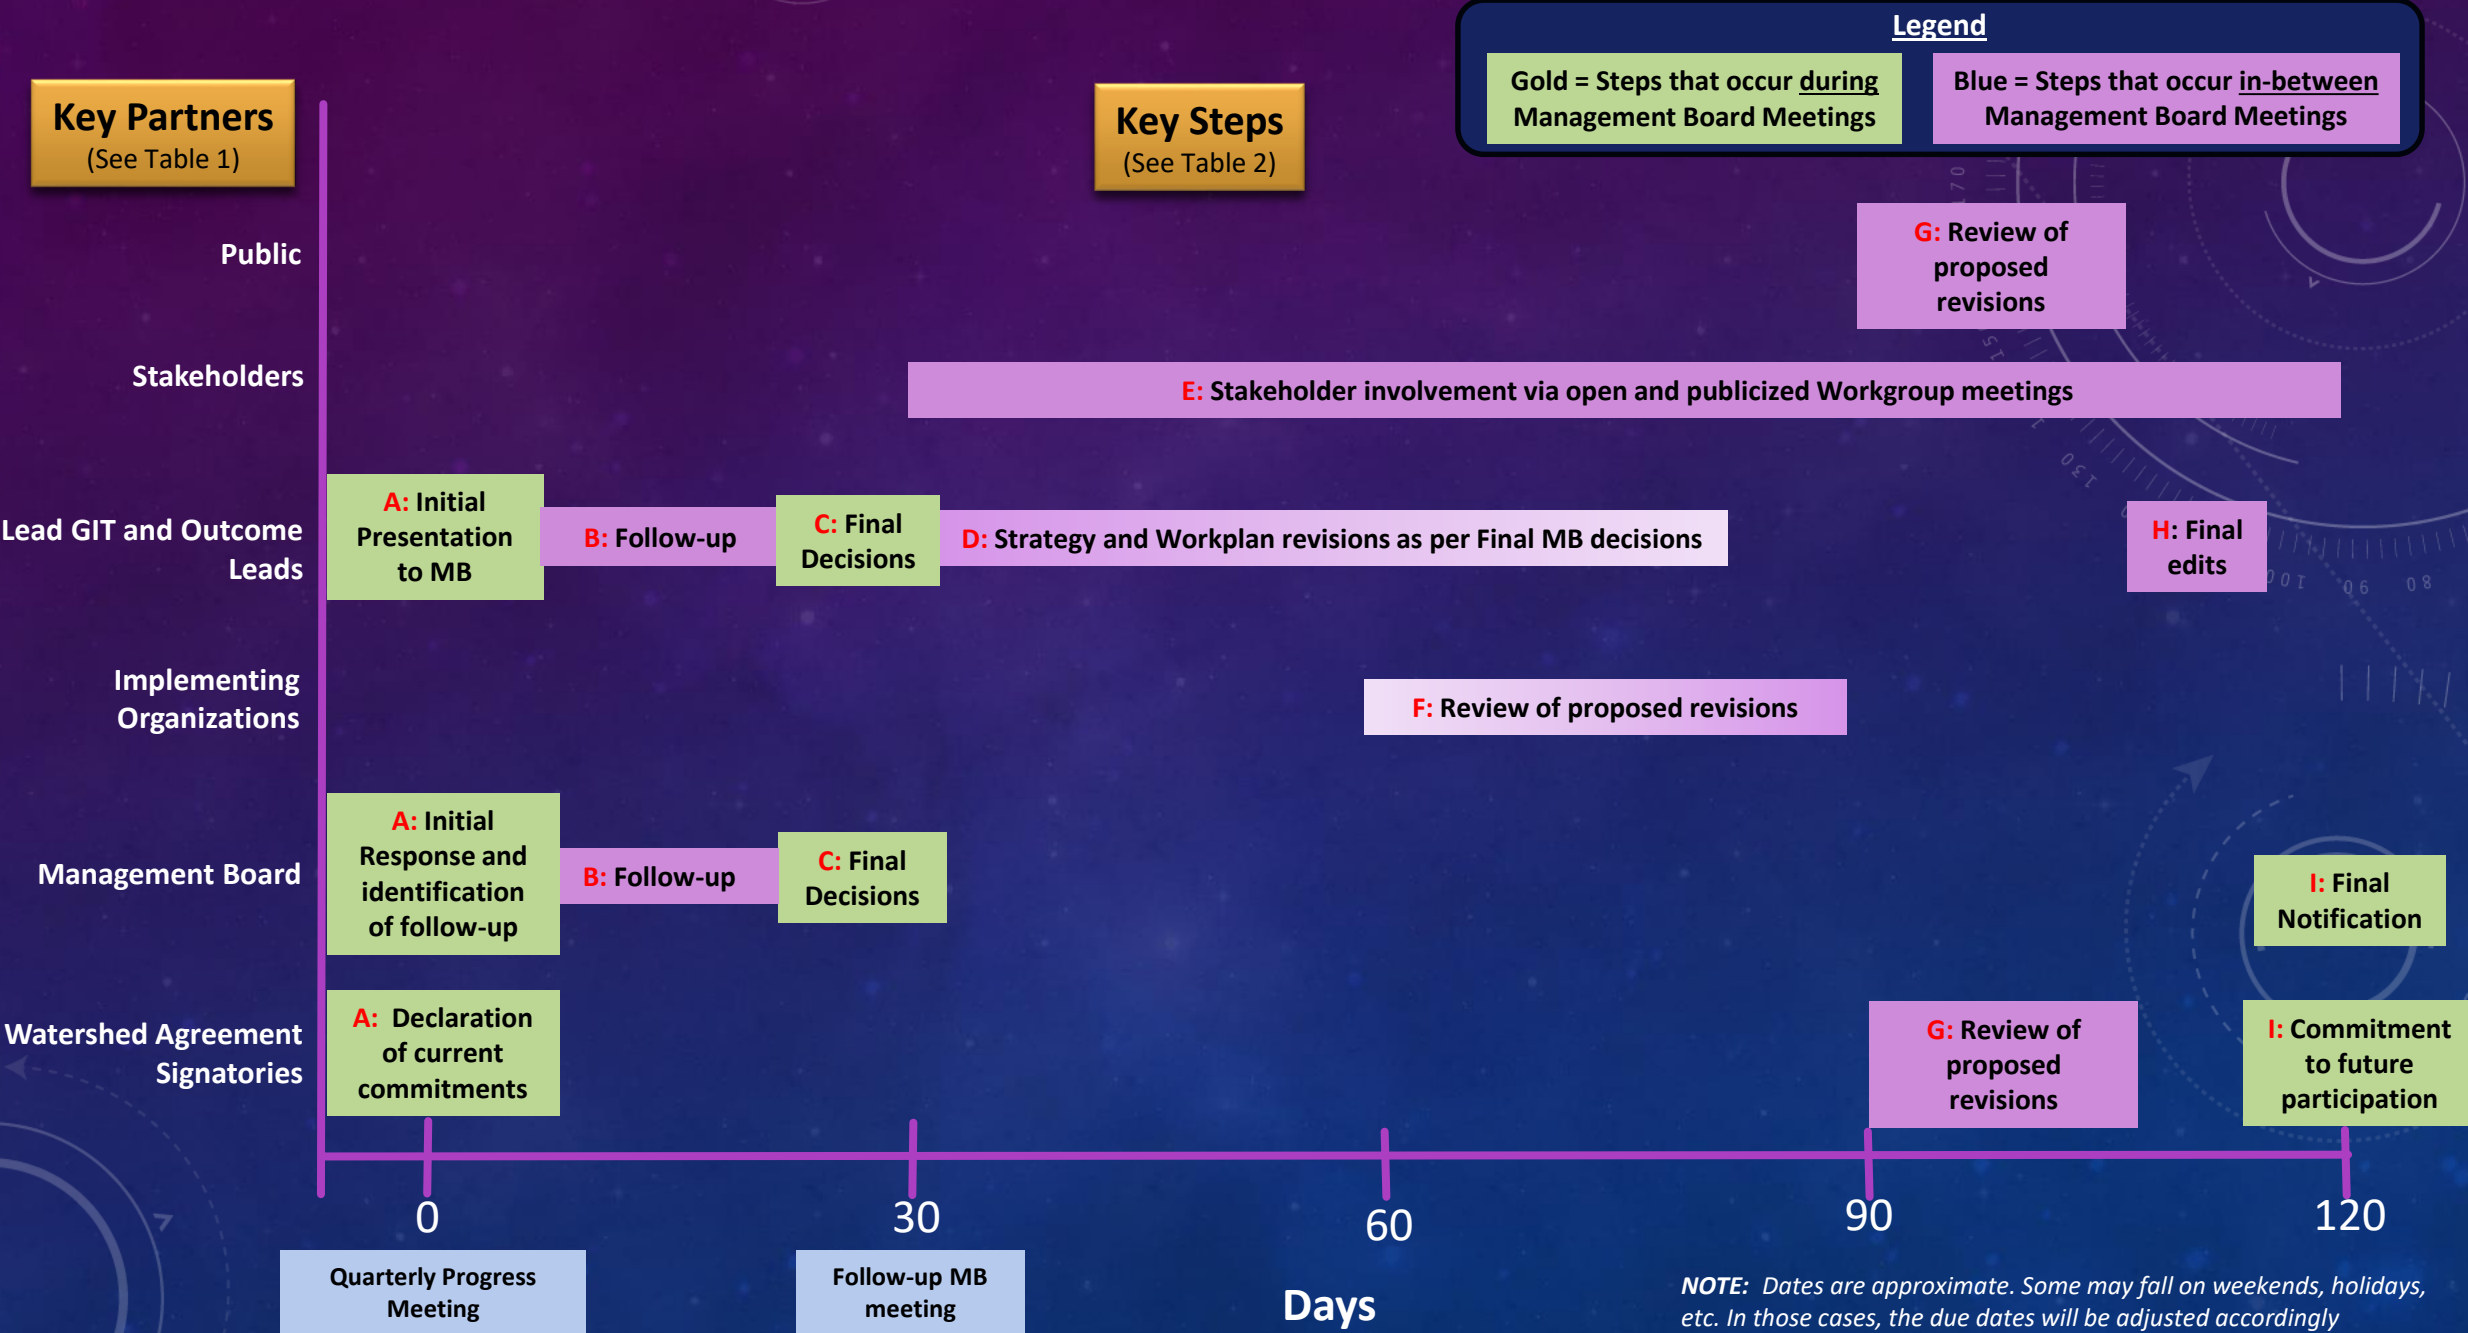 Legend
Gold = Steps that occur during
Management Board Meetings
Blue = Steps that occur in-between
Management Board Meetings
Key Partners
(See Table 1)
Key Steps
(See Table 2)
Public
G: Review of
proposed
revisions
Stakeholders
E: Stakeholder involvement via open and publicized Workgroup meetings
Lead GIT and Outcome
Leads
A: Initial
Presentation
to MB
B: Follow-up
C: Final
Decisions
D: Strategy and Workplan revisions as per Final MB decisions
H: Final
edits
Implementing
Organizations
F: Review of proposed revisions
Management Board
A: Initial
Response and
identification
of follow-up
B: Follow-up
C: Final
Decisions
I: Final
Notification
Watershed Agreement
Signatories
A: Declaration
of current
commitments
G: Review of
proposed
revisions
I: Commitment
to future
participation
0
30
60
90
120
Quarterly Progress
Meeting
Follow-up MB
meeting
Days
NOTE: Dates are approximate. Some may fall on weekends, holidays,
etc. In those cases, the due dates will be adjusted accordingly
170
130
100
90
80